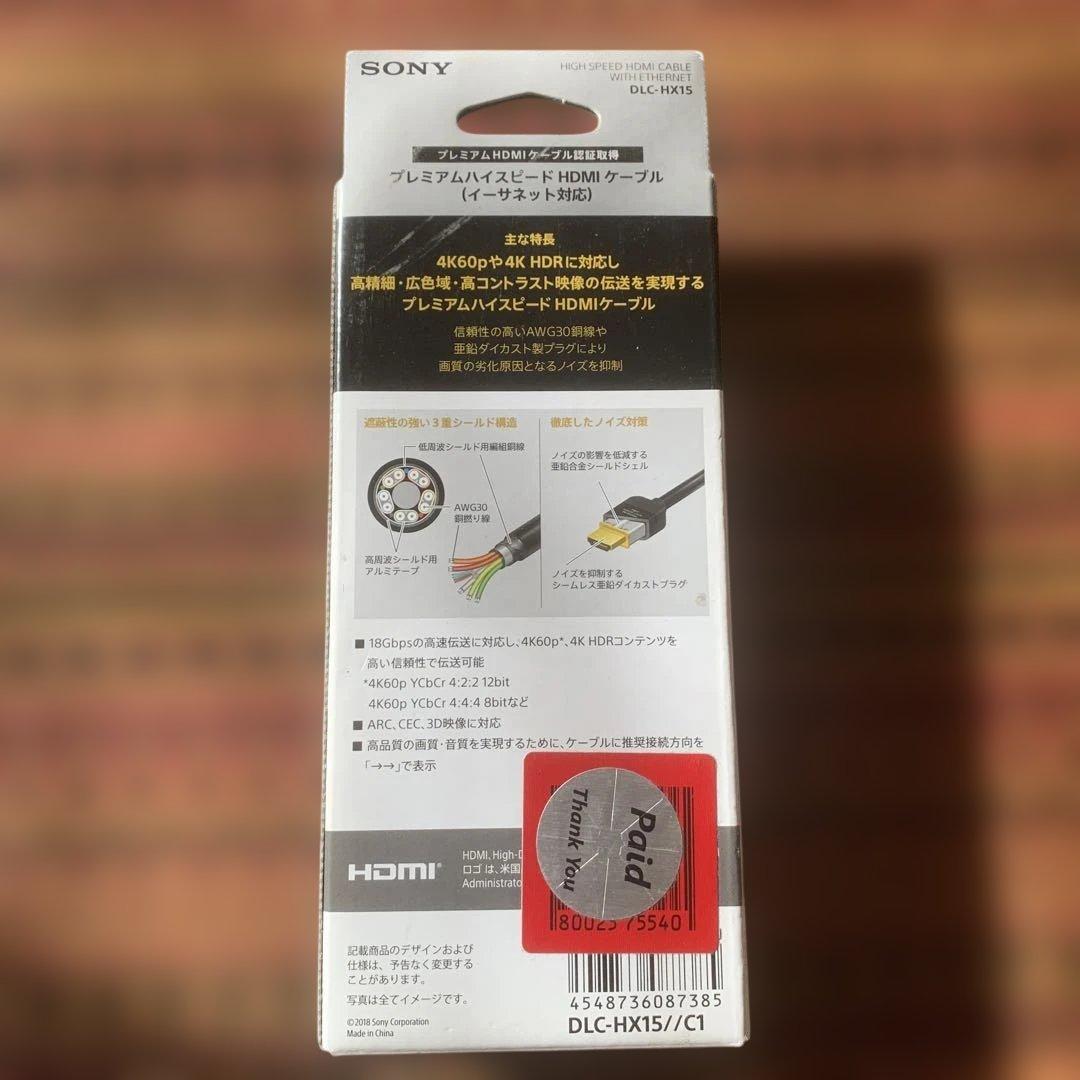 SONY
HIGH SPEED HDMI CABLE
WITH ETHERNET
DLC-HX15
プレミアムHDMIケーブル認証取得
プレミアムハイスピード HDMI ケーブル
(イーサネット対応)
主な特長
4K60pや4K HDRに対応し
高精細・広色域・高コントラスト映像の伝送を実現する
プレミアムハイスピード HDMIケーブル
信頼性の高いAWG30銅線や
亜鉛ダイカスト製プラグにより
画質の劣化原因となるノイズを抑制
遮蔽性の強い3重シールド構造
低周波シールド用編組銅線
AWG30
銅撚り線
高周波シールド用
アルミテープ
徹底したノイズ対策
ノイズの影響を低減する
亜鉛合金シールドシェル
ノイズを抑制する
シームレス亜鉛ダイカストプラグ
■ 18Gbpsの高速伝送に対応し、4K60p*、4K HDRコンテンツを
高い信頼性で伝送可能
*4K60p YCbCr 4:2:2 12bit
4K60p YCbCr 4:4:4 8bitなど
■ ARC、CEC、3D映像に対応
■ 高品質の画質・音質を実現するために、ケーブルに推奨接続方向を
「→→」で表示
HDMI
HDMI、High-D
ロゴ は、米国
Administrato
Paid
Thank You
80025 75540
記載商品のデザインおよび
仕様は、予告なく変更する
ことがあります。
写真は全てイメージです。
©2018 Sony Corporation
Made in China
4548736087385
DLC-HX15//C1